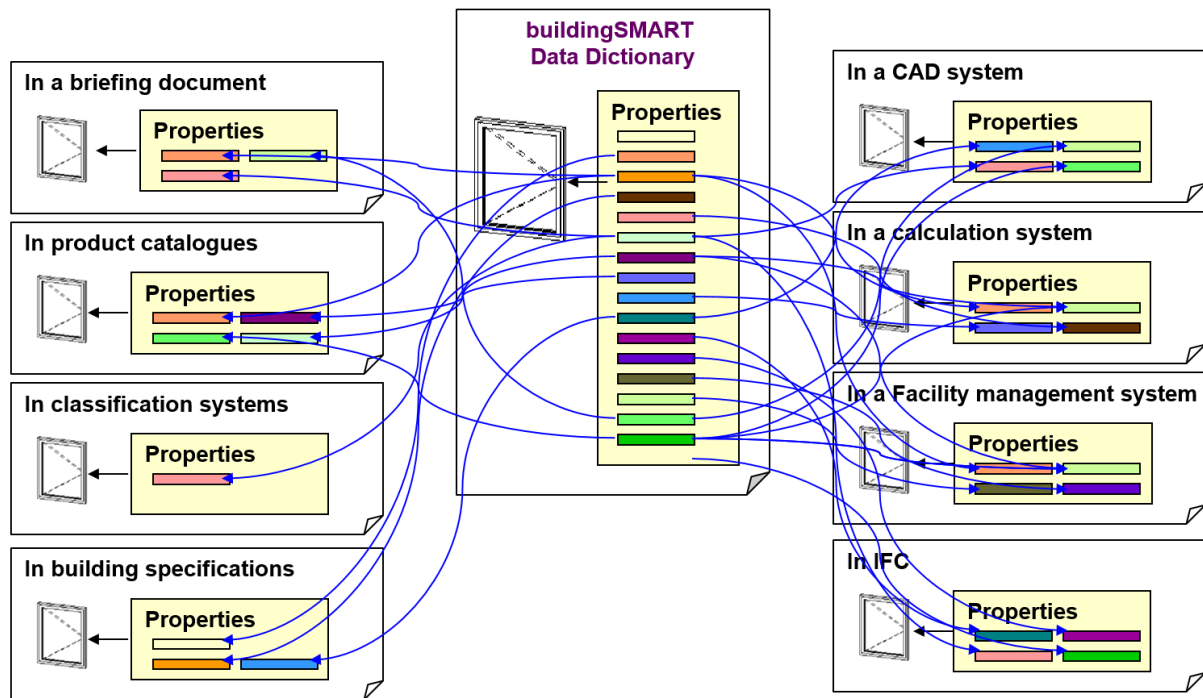 buildingSMART
Data Dictionary
Properties
In a briefing document
Properties
In product catalogues
Properties
In classification systems
Properties
In building specifications
Properties
In a CAD system
Properties
In a calculation system
Properties
In a Facility management system
Properties
In IFC
Properties